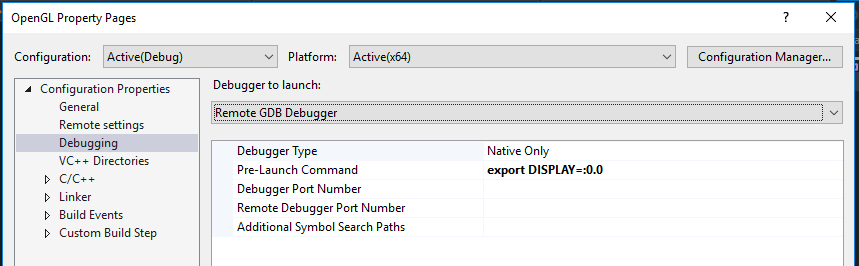 OpenGL Property Pages ? ×
Configuration: Active(Debug) Platform: Active(x64) Configuration Manager...
Configuration Properties
General
Remote settings
Debugging
VC++ Directories
C/C++
Linker
Build Events
Custom Build Step
Debugger to launch:
Remote GDB Debugger
Debugger Type Native Only
Pre-Launch Command export DISPLAY=:0.0
Debugger Port Number
Remote Debugger Port Number
Additional Symbol Search Paths